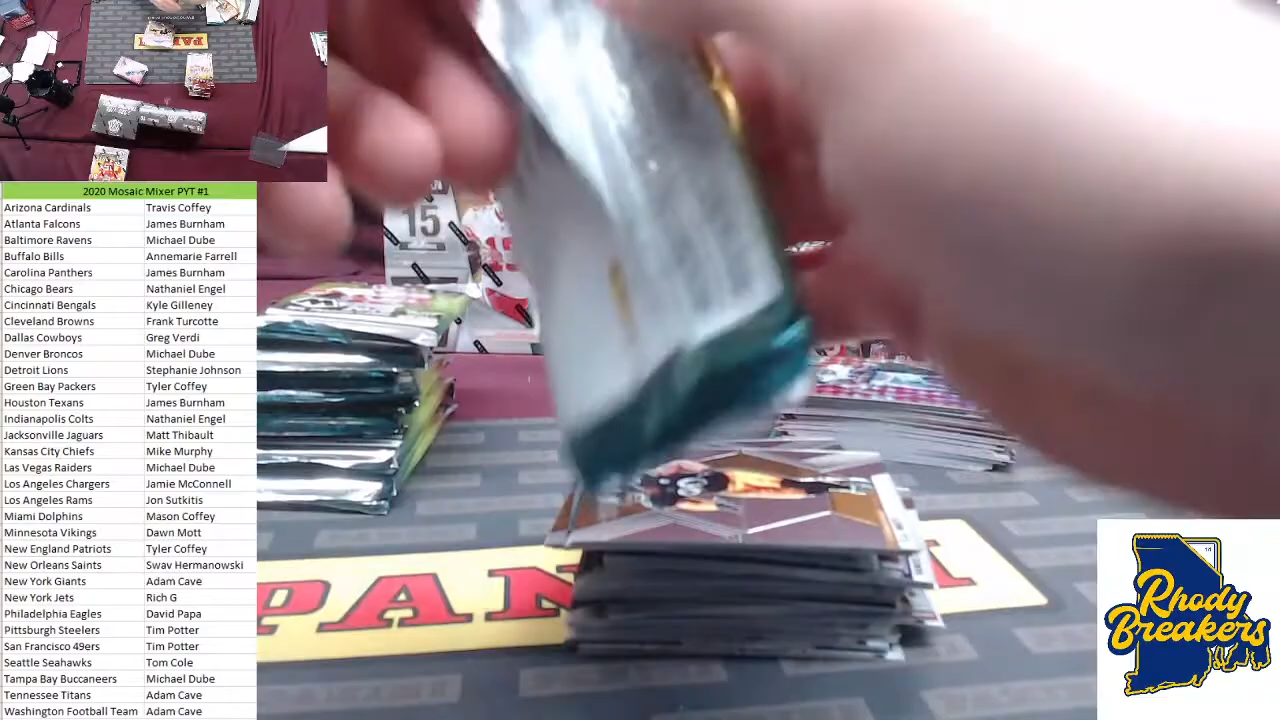 2020 Mosaic Mixer PYT #1
Arizona Cardinals Travis Coffey
Atlanta Falcons James Burnham
Baltimore Ravens Michael Dube
Buffalo Bills Annemarie Farrell
Carolina Panthers James Burnham
Chicago Bears Nathaniel Engel
Cincinnati Bengals Kyle Gilleney
Cleveland Browns Frank Turcotte
Dallas Cowboys Greg Verdi
Denver Broncos Michael Dube
Detroit Lions Stephanie Johnson
Green Bay Packers Tyler Coffey
Houston Texans James Burnham
Indianapolis Colts Nathaniel Engel
Jacksonville Jaguars Matt Thibault
Kansas City Chiefs Mike Murphy
Las Vegas Raiders Michael Dube
Los Angeles Chargers Jamie McConnell
Los Angeles Rams Jon Sutkitis
Miami Dolphins Mason Coffey
Minnesota Vikings Dawn Mott
New England Patriots Tyler Coffey
New Orleans Saints Swav Hermanowski
New York Giants Adam Cave
New York Jets Rich G
Philadelphia Eagles David Papa
Pittsburgh Steelers Tim Potter
San Francisco 49ers Tim Potter
Seattle Seahawks Tom Cole
Tampa Bay Buccaneers Michael Dube
Tennessee Titans Adam Cave
Washington Football Team Adam Cave
15
PANI
Rhody
Breakers